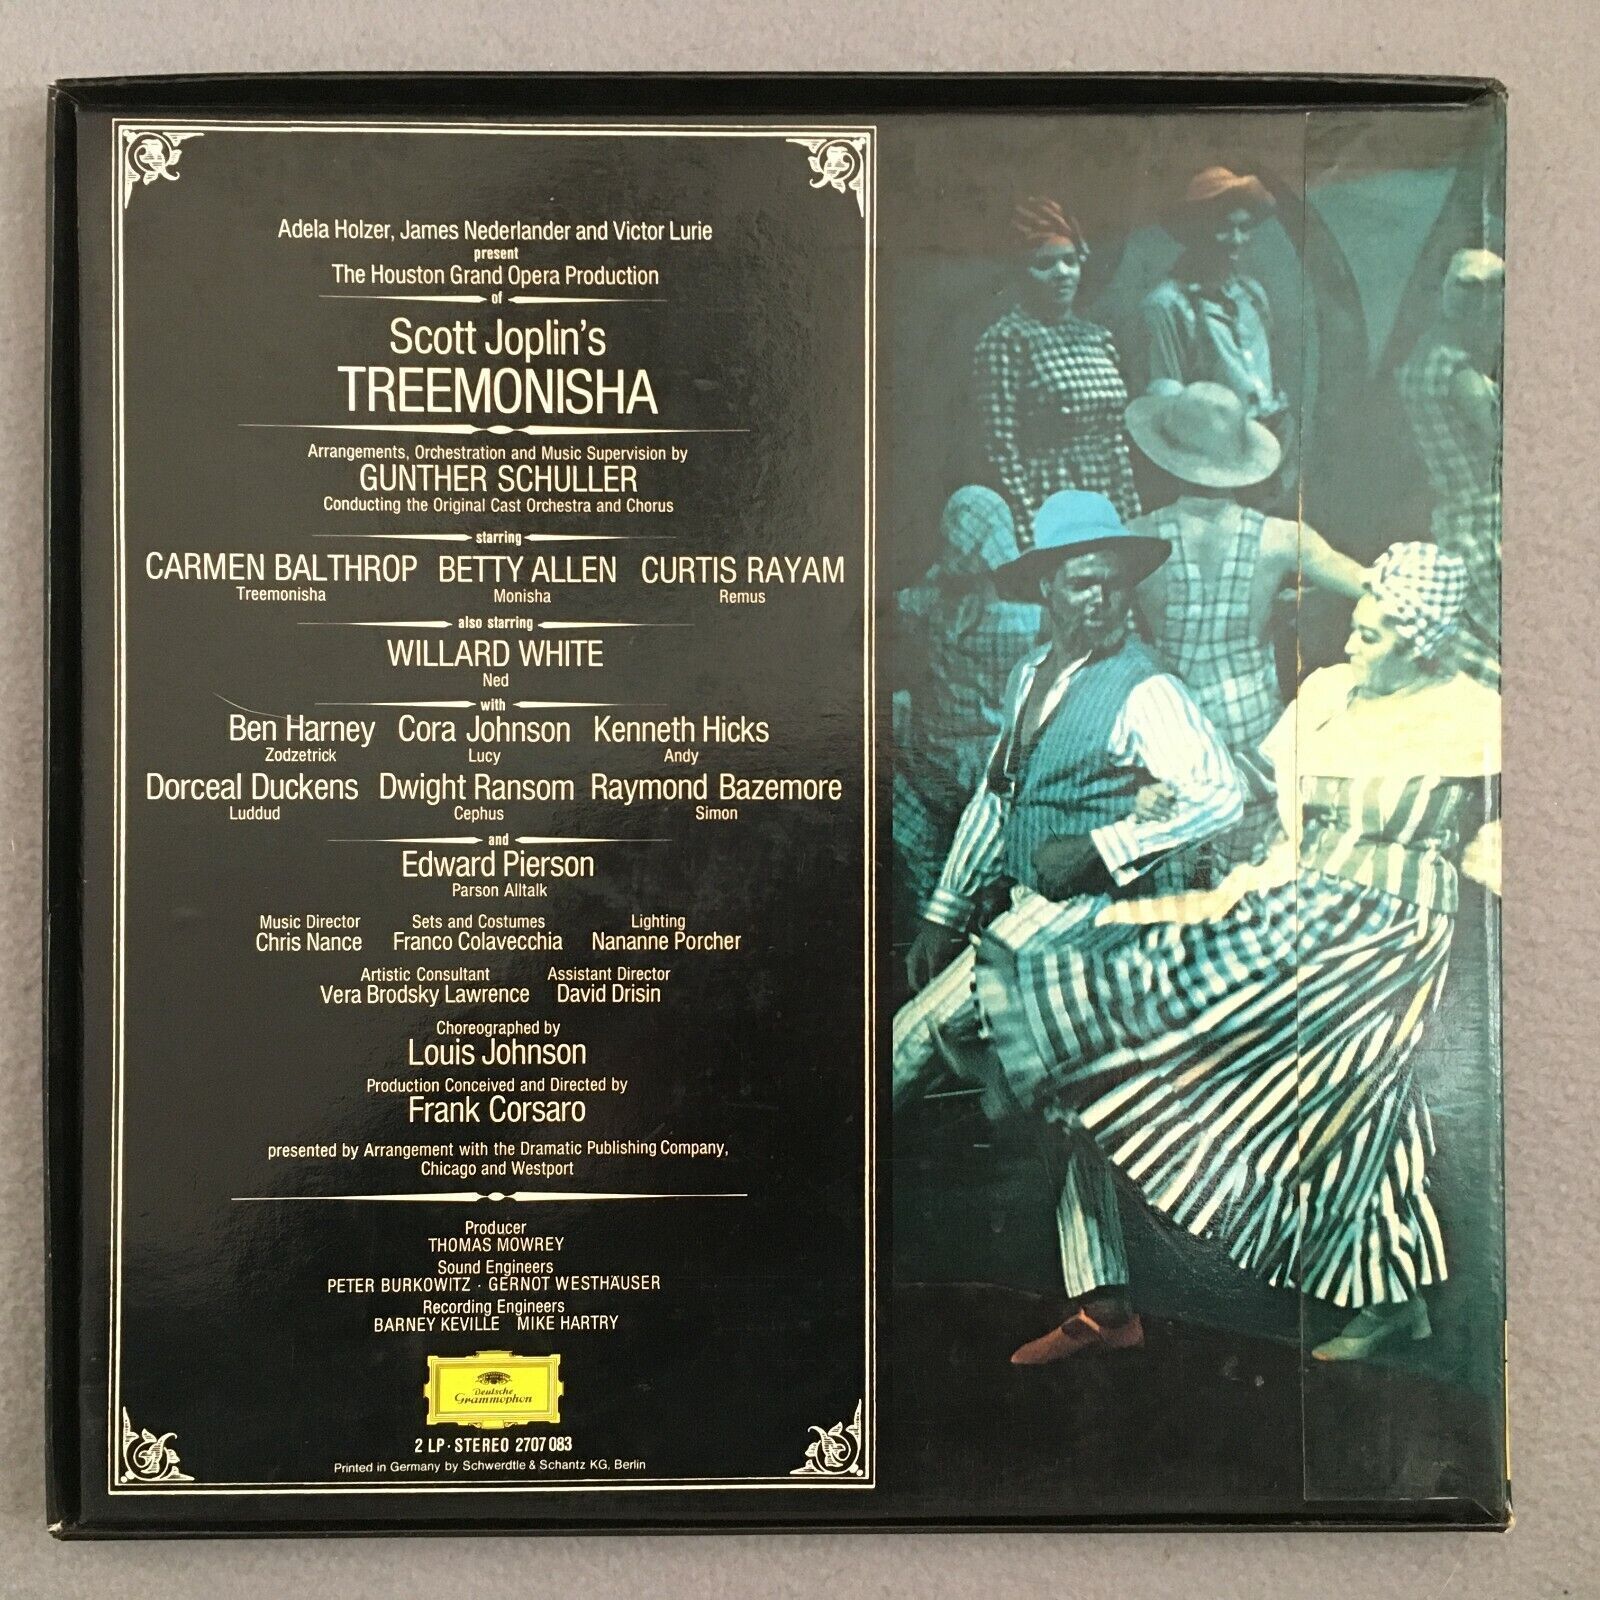 Adela Holzer, James Nederlander and Victor Lurie
present
The Houston Grand Opera Production
of
Scott Joplin's
TREEMONISHA
Arrangements, Orchestration and Music Supervision by
GUNTHER SCHULLER
Conducting the Original Cast Orchestra and Chorus
starring
CARMEN BALTHROP BETTY ALLEN CURTIS RAYAM
Treemonisha Monisha Remus
also starring
WILLARD WHITE
Ned
with
Ben Harney Cora Johnson Kenneth Hicks
Zodzetrick Lucy Andy
Dorceal Duckens Dwight Ransom Raymond Bazemore
Luddud Cephus Simon
and
Edward Pierson
Parson Alltalk
Music Director Sets and Costumes Lighting
Chris Nance Franco Colavecchia Nananne Porcher
Artistic Consultant Assistant Director
Vera Brodsky Lawrence David Drisin
Choreographed by
Louis Johnson
Production Conceived and Directed by
Frank Corsaro
presented by Arrangement with the Dramatic Publishing Company,
Chicago and Westport
Producer
THOMAS MOWREY
Sound Engineers
PETER BURKOWITZ · GERNOT WESTHÄUSER
Recording Engineers
BARNEY KEVILLE MIKE HARTRY
Deutsche
Grammophon
2 LP · STEREO 2707 083
Printed in Germany by Schwerdtle & Schantz KG, Berlin